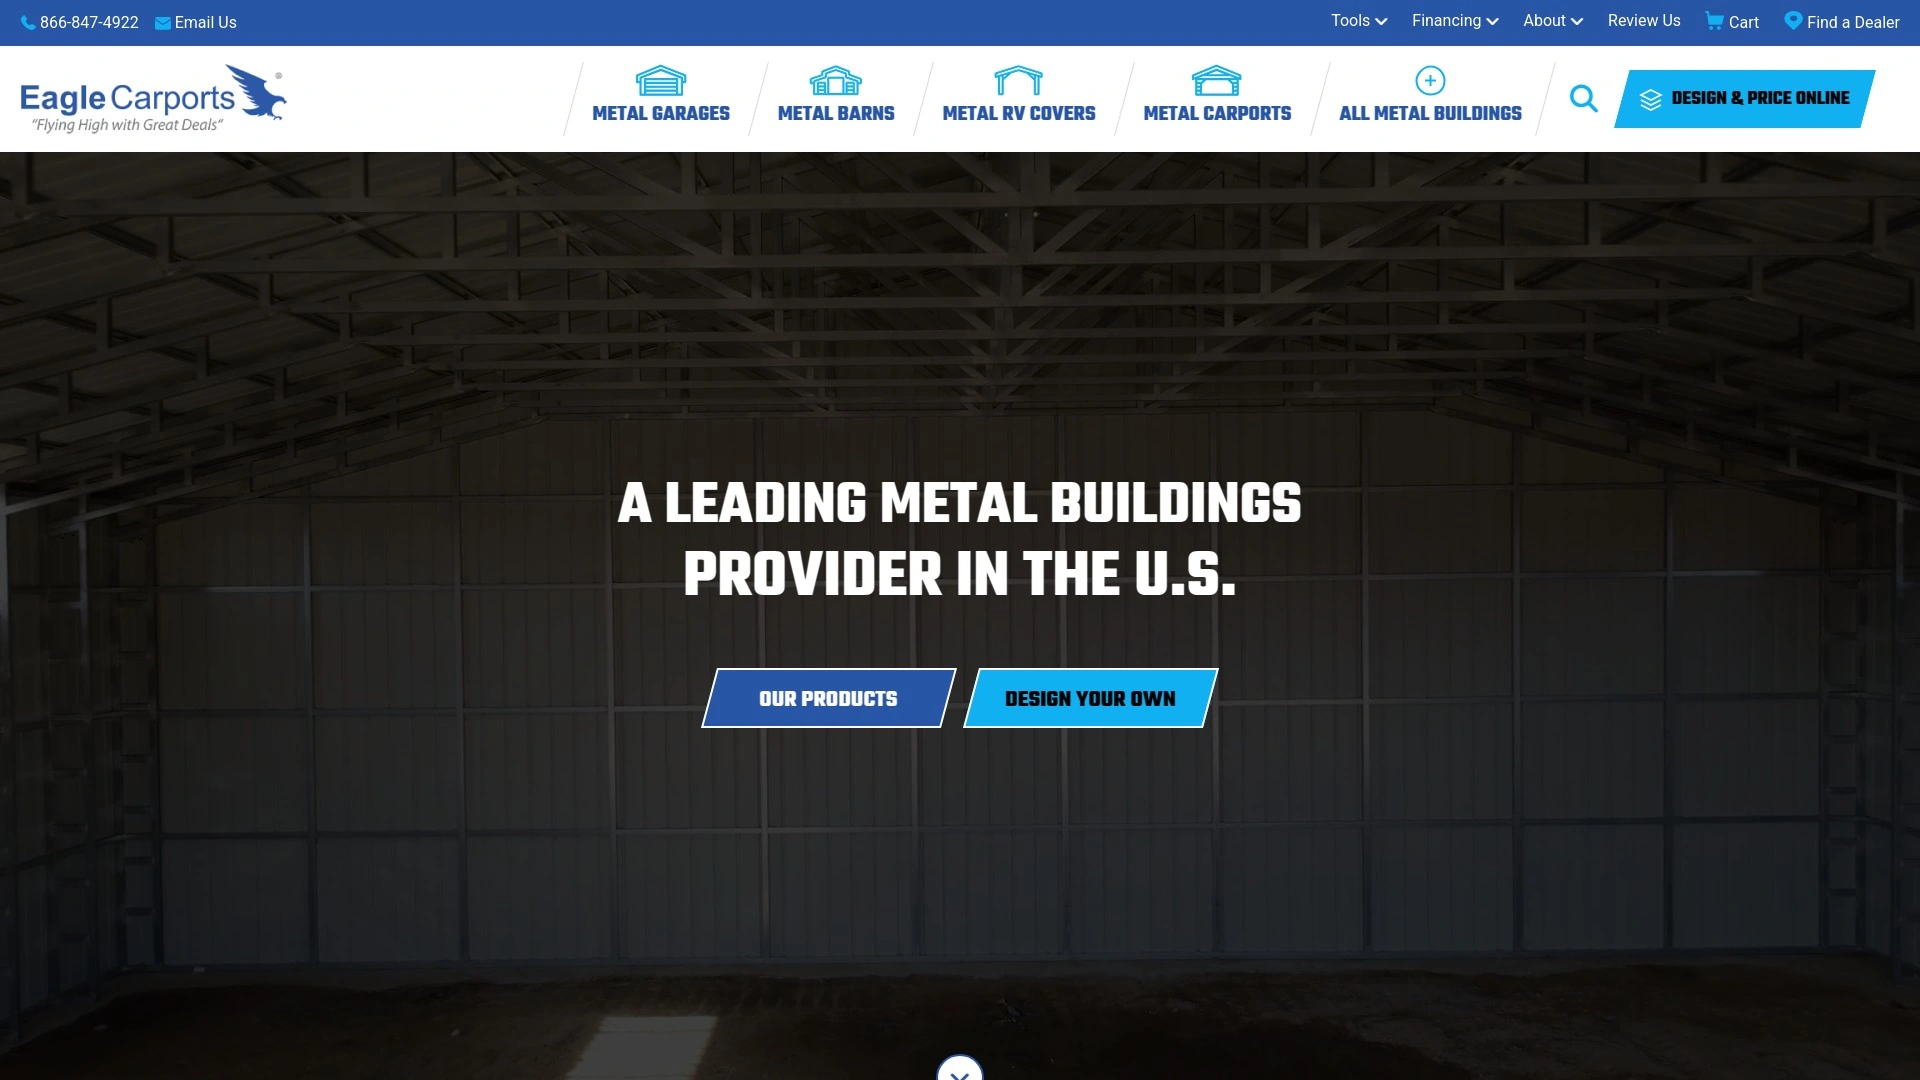 866-847-4922 Email Us Tools Financing About Review Us Cart Find a Dealer
Eagle Carports ®
“Flying High with Great Deals”
METAL GARAGES METAL BARNS METAL RV COVERS METAL CARPORTS ALL METAL BUILDINGS DESIGN & PRICE ONLINE
A LEADING METAL BUILDINGS
PROVIDER IN THE U.S.
OUR PRODUCTS DESIGN YOUR OWN